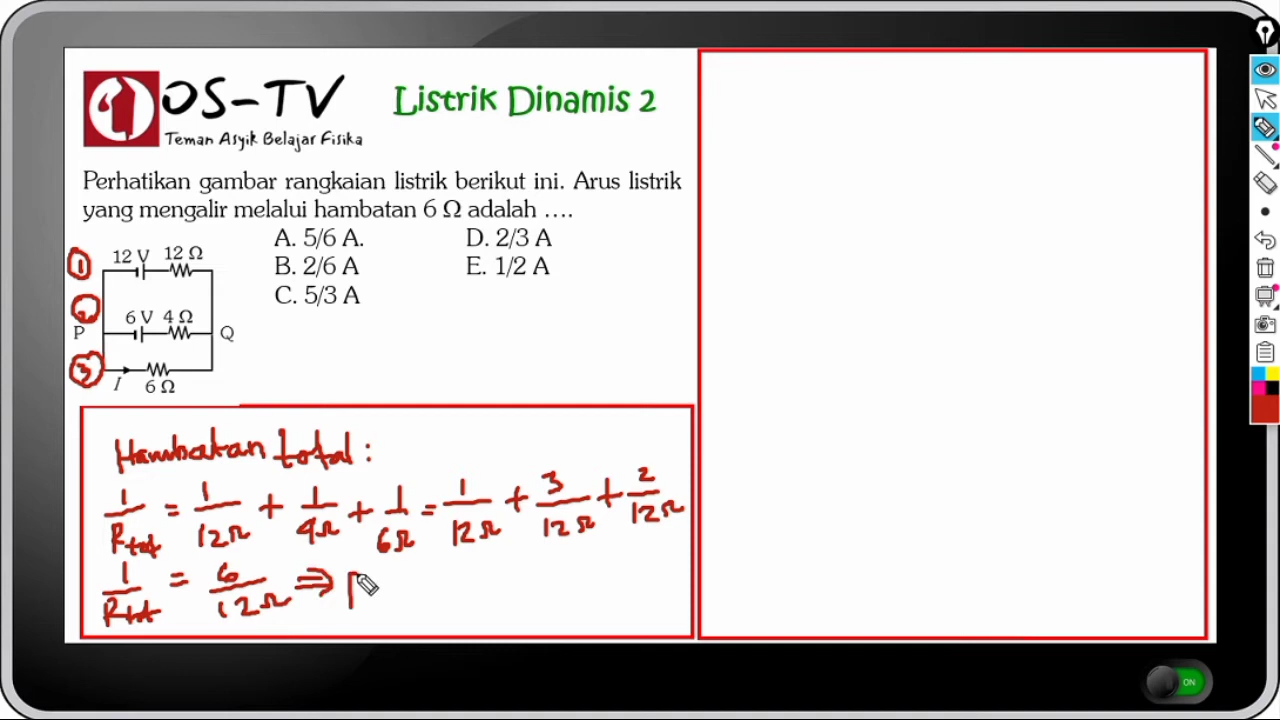 OS-TV
Teman Asyik Belajar Fisika
Listrik Dinamis 2
Perhatikan gambar rangkaian listrik berikut ini. Arus listrik
yang mengalir melalui hambatan 6 Ω adalah ....
A. 5/6 A.
D. 2/3 A
B. 2/6 A
E. 1/2 A
C. 5/3 A
1
12 V 12 Ω
2
6 V 4 Ω
P
Q
3
I 6 Ω
Hambatan total :
1/Rtot = 1/12Ω + 1/4Ω + 1/6Ω = 1/12Ω + 3/12Ω + 2/12Ω
1/Rtot = 6/12Ω ⇒
ON